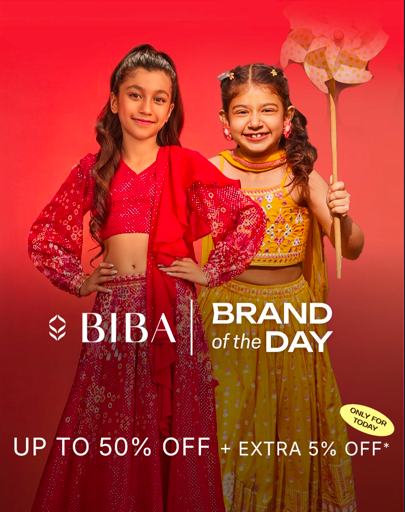 BIBA
BRAND
of the DAY
ONLY FOR
TODAY
UP TO 50% OFF + EXTRA 5% OFF*